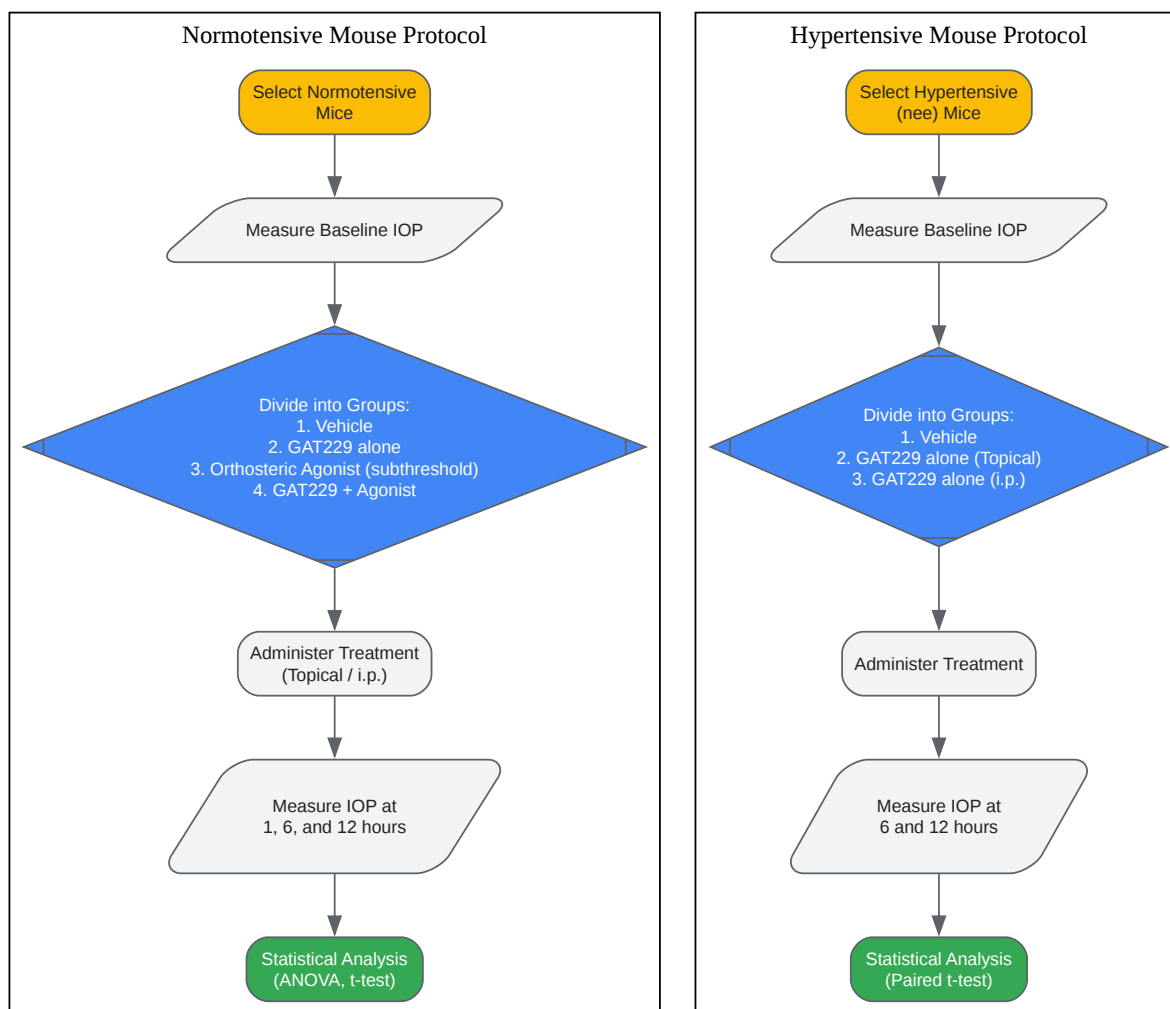 Normotensive Mouse Protocol
Select Normotensive
Mice
Measure Baseline IOP
Divide into Groups:
1. Vehicle
2. GAT229 alone
3. Orthosteric Agonist (subthreshold)
4. GAT229 + Agonist
Administer Treatment
(Topical / i.p.)
Measure IOP at
1, 6, and 12 hours
Statistical Analysis
(ANOVA, t-test)
Hypertensive Mouse Protocol
Select Hypertensive
(nee) Mice
Measure Baseline IOP
Divide into Groups:
1. Vehicle
2. GAT229 alone (Topical)
3. GAT229 alone (i.p.)
Administer Treatment
Measure IOP at
6 and 12 hours
Statistical Analysis
(Paired t-test)